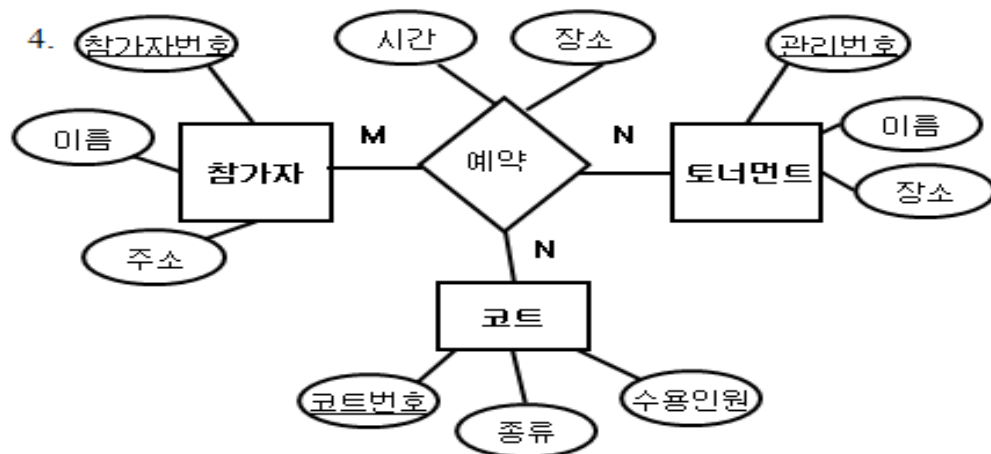 4. 참가자번호 시간 장소 관리번호
이름 M 예약 N 이름
참가자 토너먼트
장소
주소 N
코트
코트번호 수용인원
종류